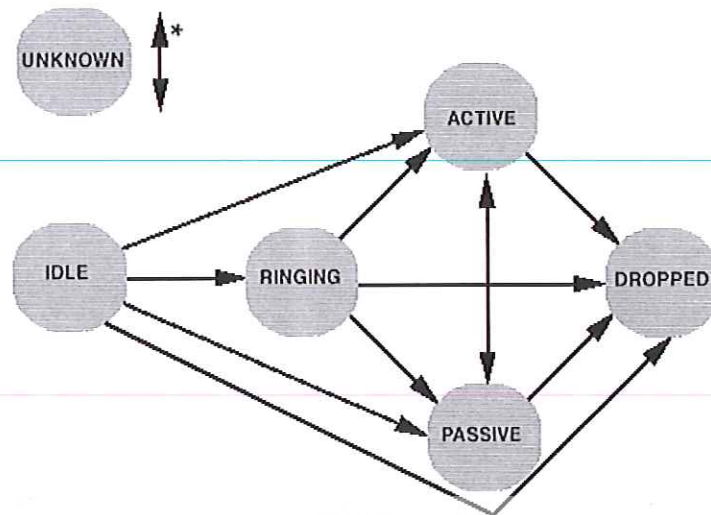 UNKNOWN
*
ACTIVE
IDLE
RINGING
DROPPED
PASSIVE